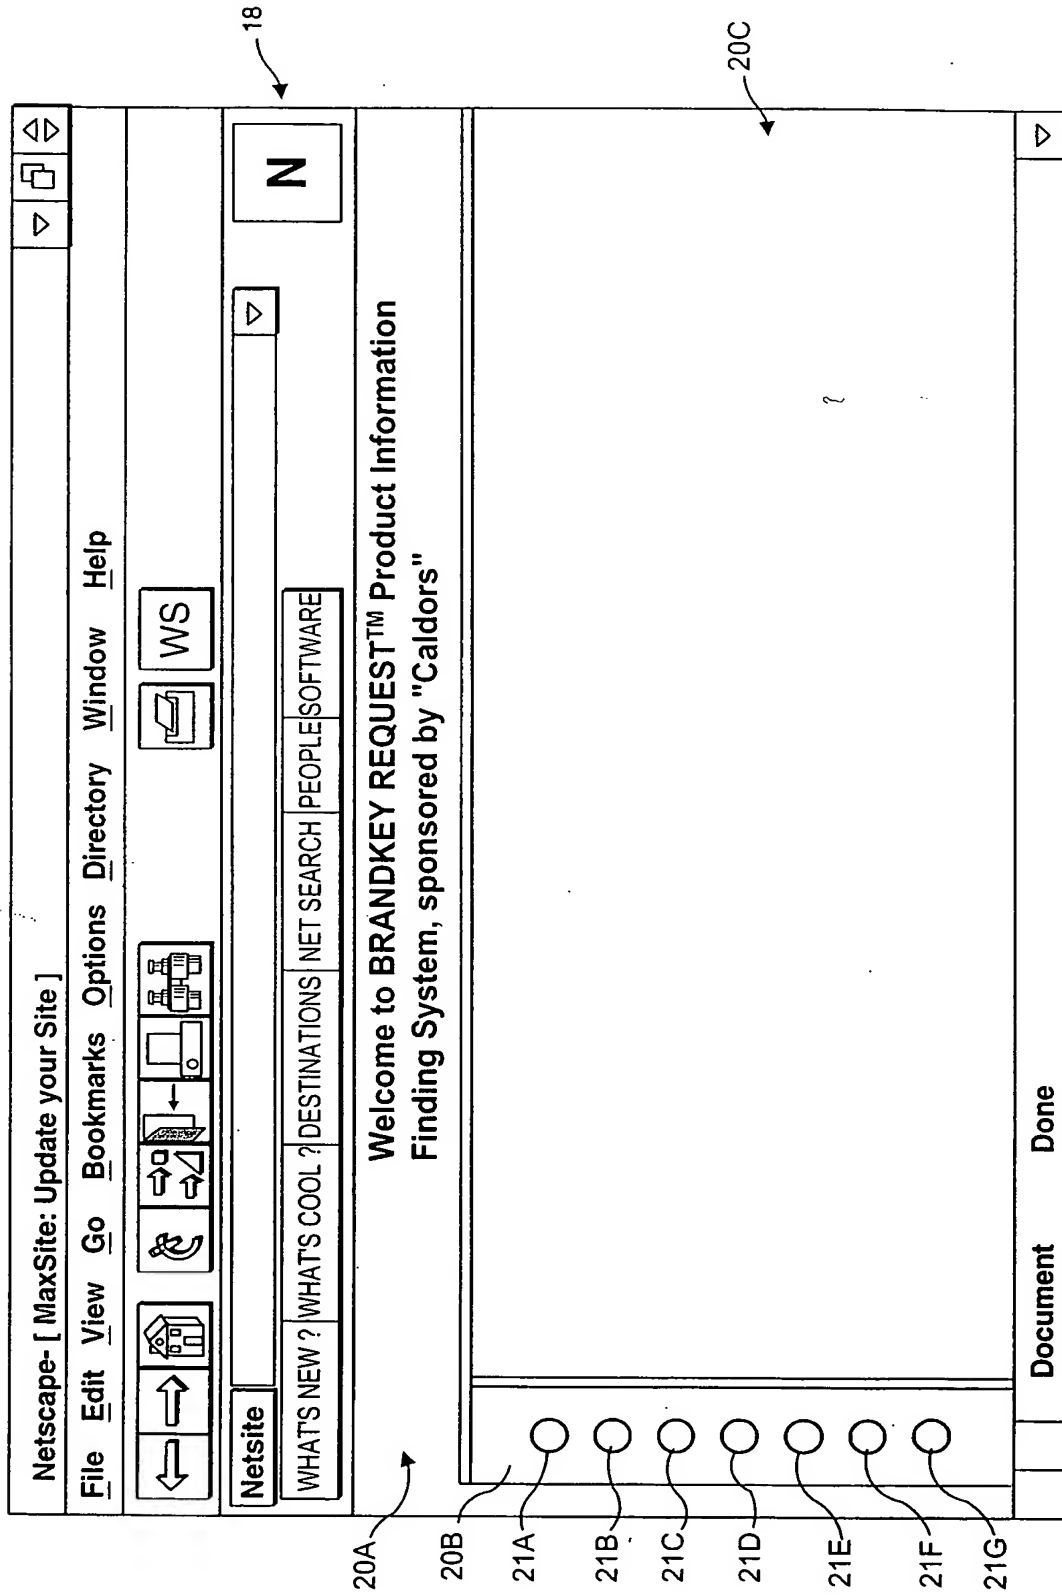 Netscape- [ MaxSite: Update your Site ]
File Edit View Go Bookmarks Options Directory Window Help
WS
Netsite
N
WHAT'S NEW ? WHAT'S COOL ? DESTINATIONS NET SEARCH PEOPLE SOFTWARE
Welcome to BRANDKEY REQUEST™ Product Information
Finding System, sponsored by "Caldors"
Document Done
18
20A
20B
20C
21A
21B
21C
21D
21E
21F
21G